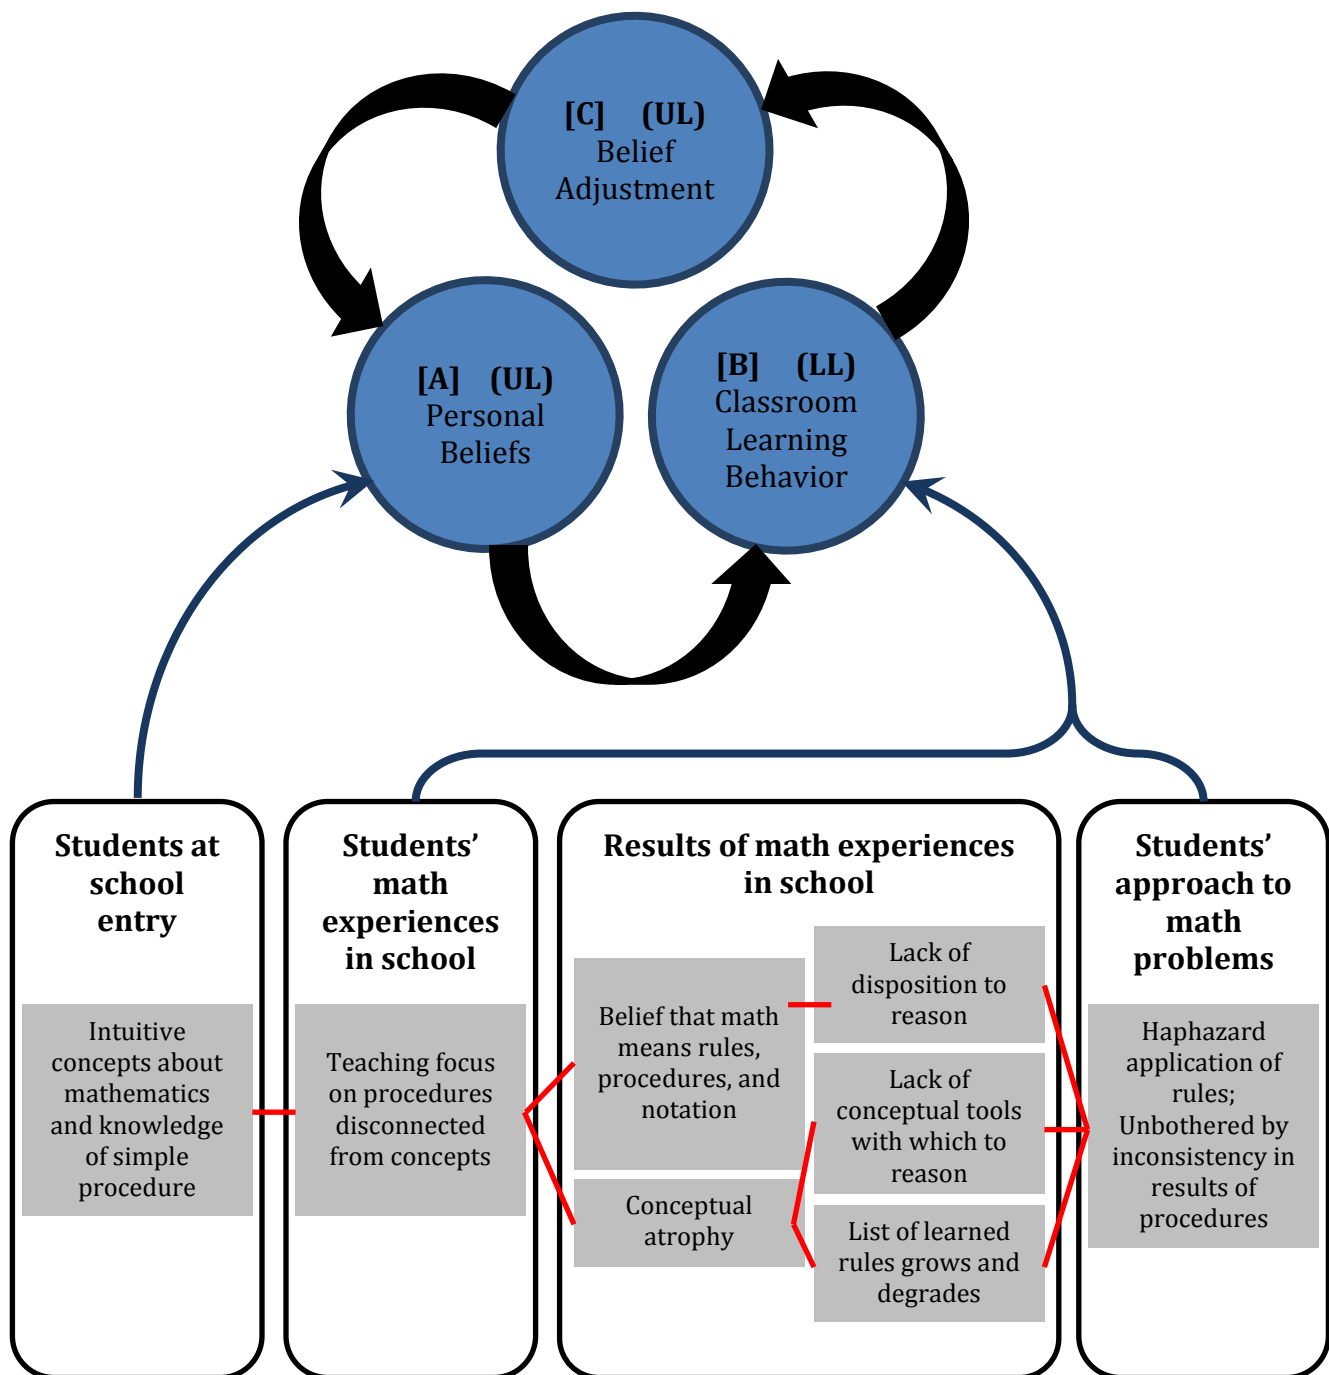 [C] (UL)
Belief
Adjustment
[A] (UL)
Personal
Beliefs
[B] (LL)
Classroom
Learning
Behavior
Students at
school
entry
Intuitive
concepts about
mathematics
and knowledge
of simple
procedure
Students’
math
experiences
in school
Teaching focus
on procedures
disconnected
from concepts
Results of math experiences
in school
Belief that math
means rules,
procedures, and
notation
Conceptual
atrophy
Lack of
disposition to
reason
Lack of
conceptual tools
with which to
reason
List of learned
rules grows and
degrades
Students’
approach to
math
problems
Haphazard
application of
rules;
Unbothered by
inconsistency in
results of
procedures